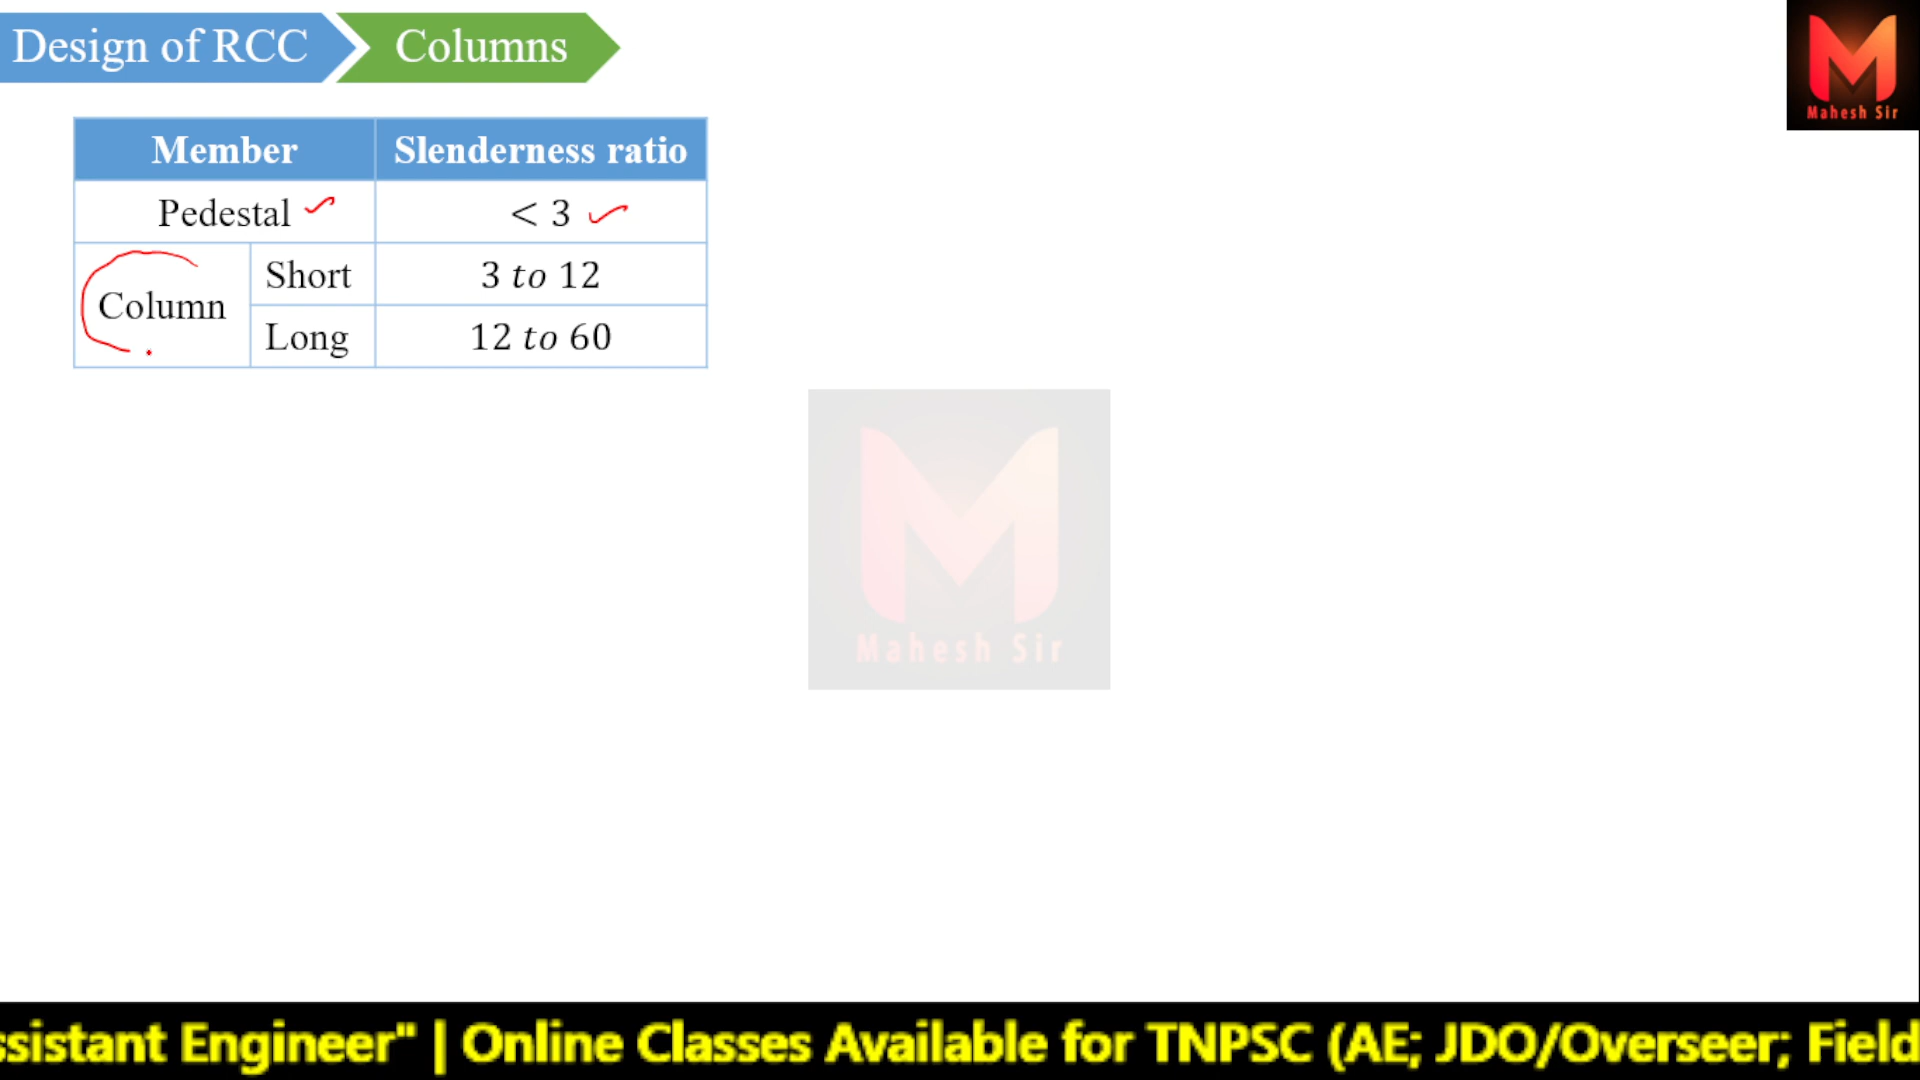 Design of RCC
Columns
Mahesh Sir
Member Slenderness ratio
Pedestal < 3
Column Short 3 to 12
Long 12 to 60
Mahesh Sir
ssistant Engineer" | Online Classes Available for TNPSC (AE; JDO/Overseer; Field